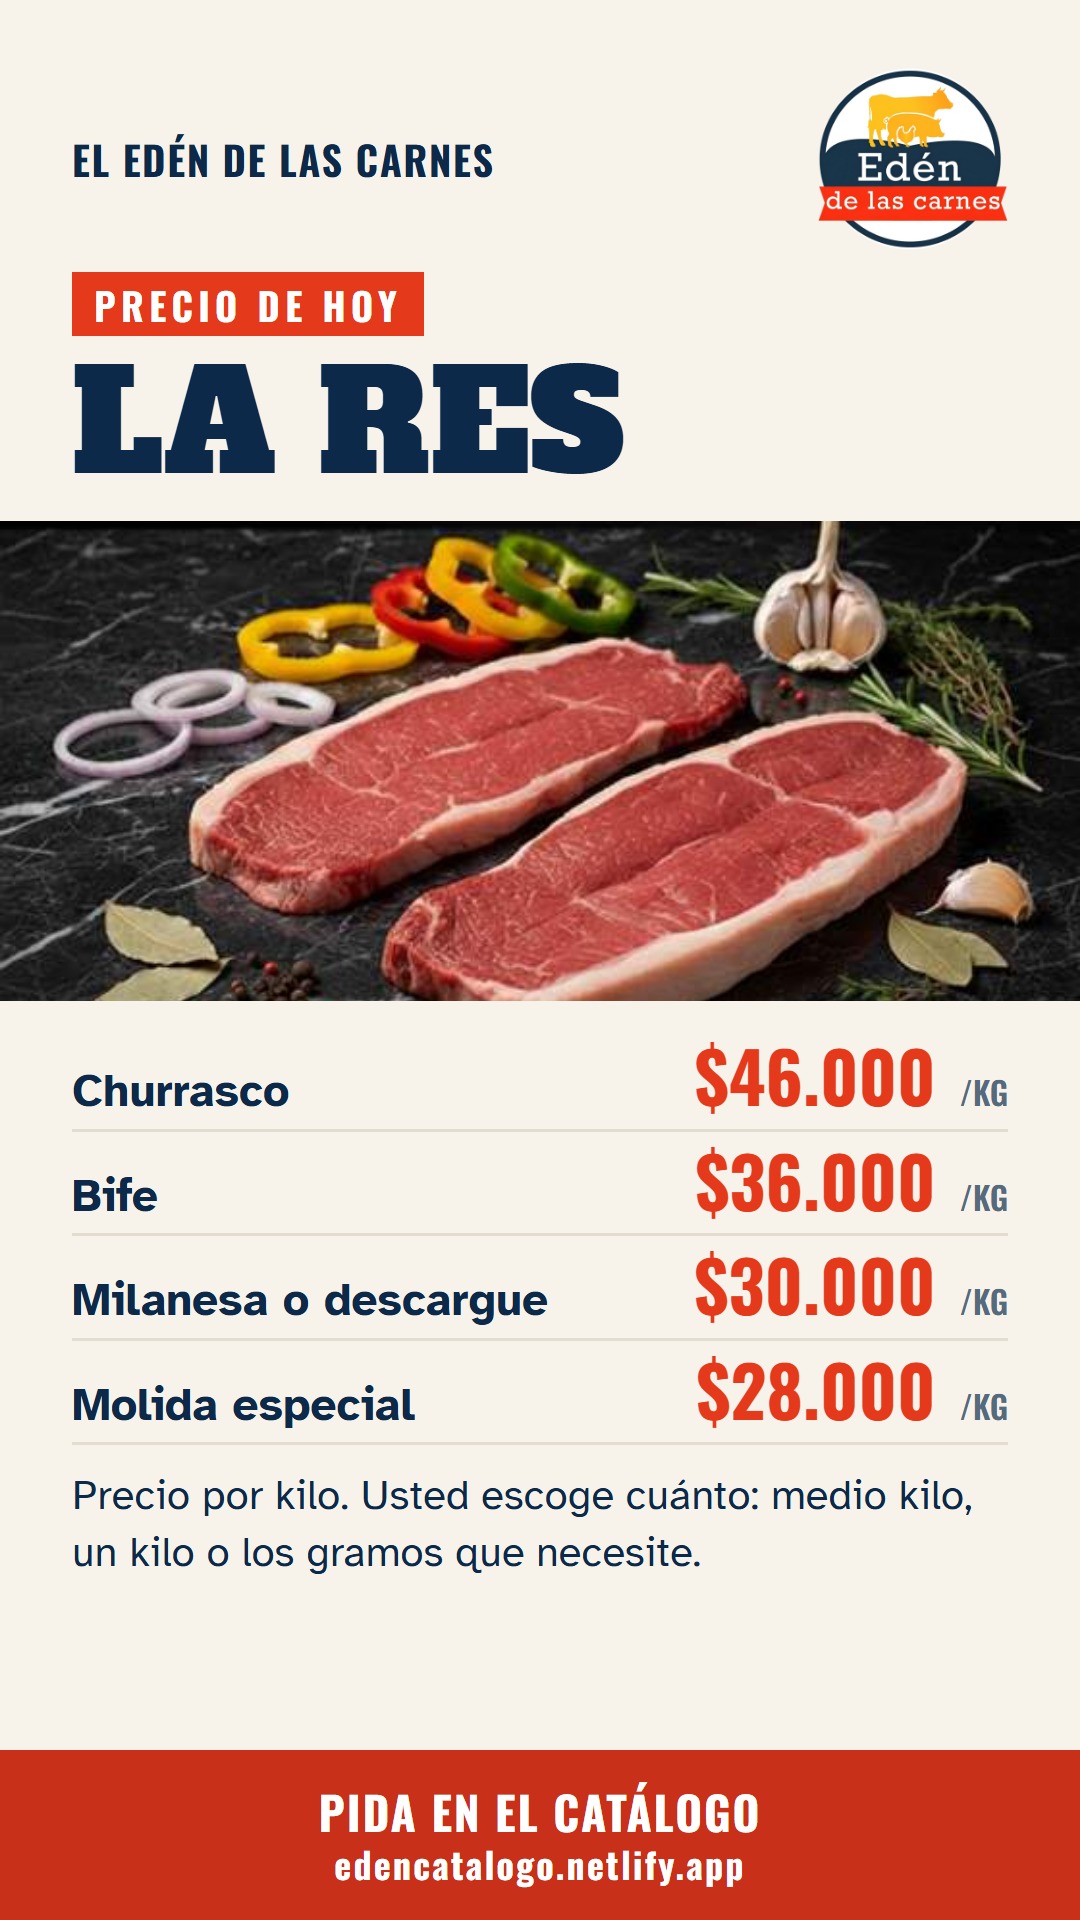 EL EDÉN DE LAS CARNES
Edén
de las carnes
PRECIO DE HOY
LA RES
Churrasco $46.000 /KG
Bife $36.000 /KG
Milanesa o descargue $30.000 /KG
Molida especial $28.000 /KG
Precio por kilo. Usted escoge cuánto: medio kilo,
un kilo o los gramos que necesite.
PIDA EN EL CATÁLOGO
edencatalogo.netlify.app